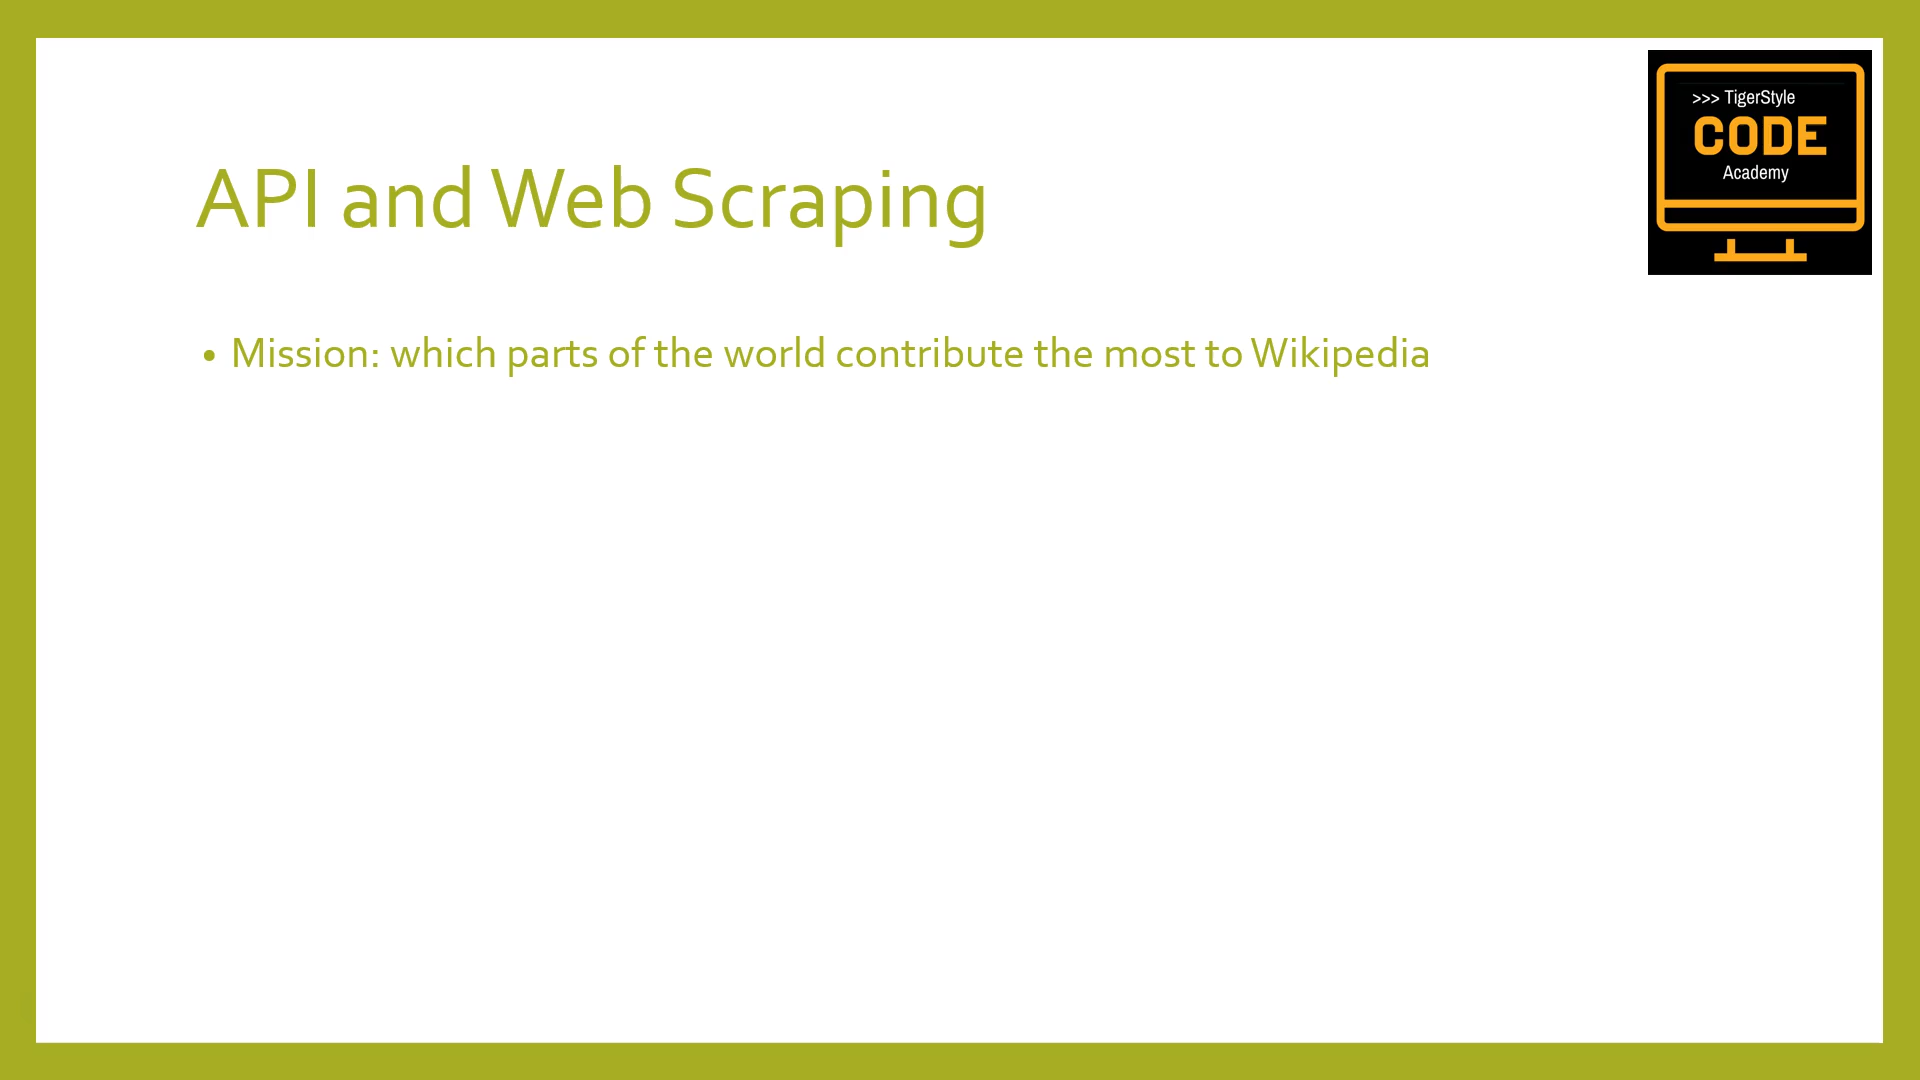 >>> TigerStyle
CODE
Academy
API and Web Scraping
• Mission: which parts of the world contribute the most to Wikipedia